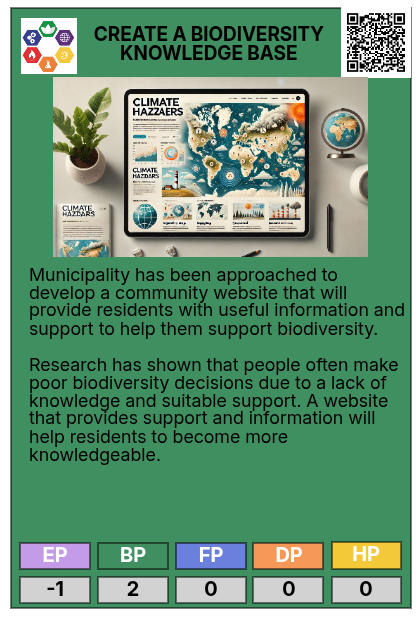 CREATE A BIODIVERSITY
KNOWLEDGE BASE
CLIMATE
HAZZAERS
CLIMATE
HAZDARS
CLIMATE
HAZDARS
Municipality has been approached to
develop a community website that will
provide residents with useful information and
support to help them support biodiversity.
Research has shown that people often make
poor biodiversity decisions due to a lack of
knowledge and suitable support. A website
that provides support and information will
help residents to become more
knowledgeable.
EP BP FP DP HP
-1 2 0 0 0